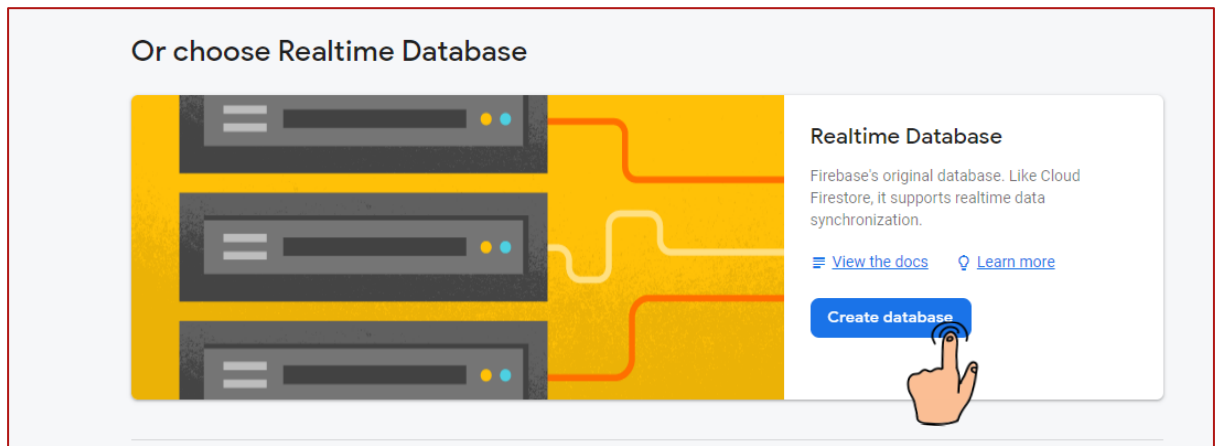 Or choose Realtime Database
Realtime Database
Firebase's original database. Like Cloud
Firestore, it supports realtime data
synchronization.
View the docs Learn more
Create database